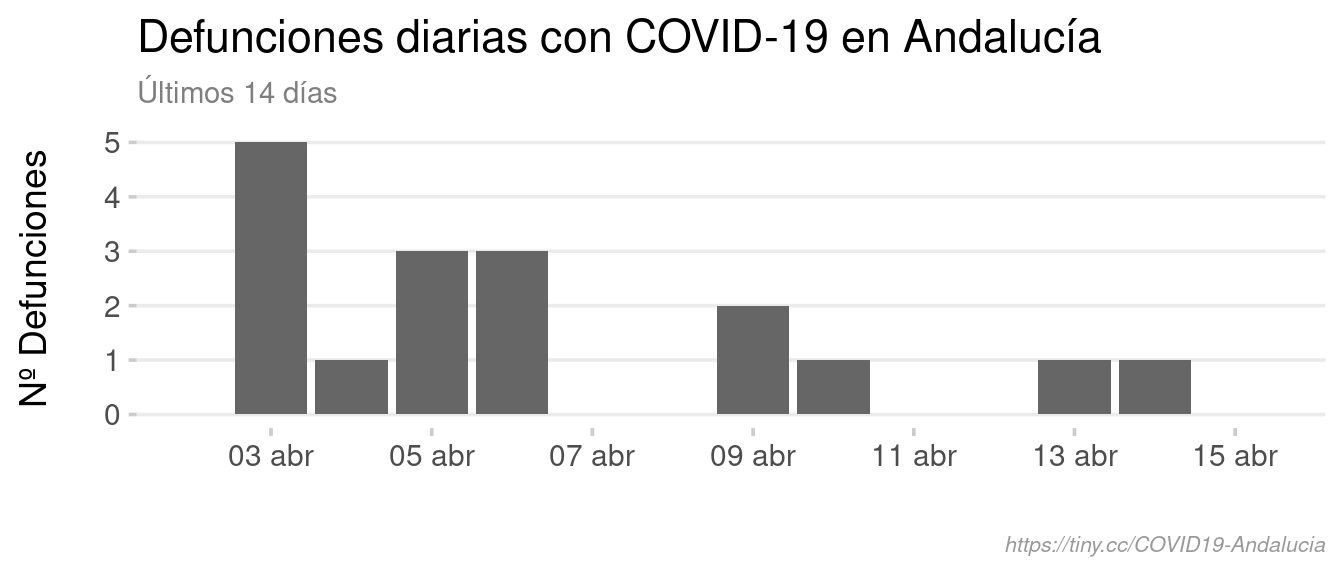 Defunciones diarias con COVID-19 en Andalucía
Últimos 14 días
Nº Defunciones
5
4
3
2
1
0
03 abr 05 abr 07 abr 09 abr 11 abr 13 abr 15 abr
https://tiny.cc/COVID19-Andalucia